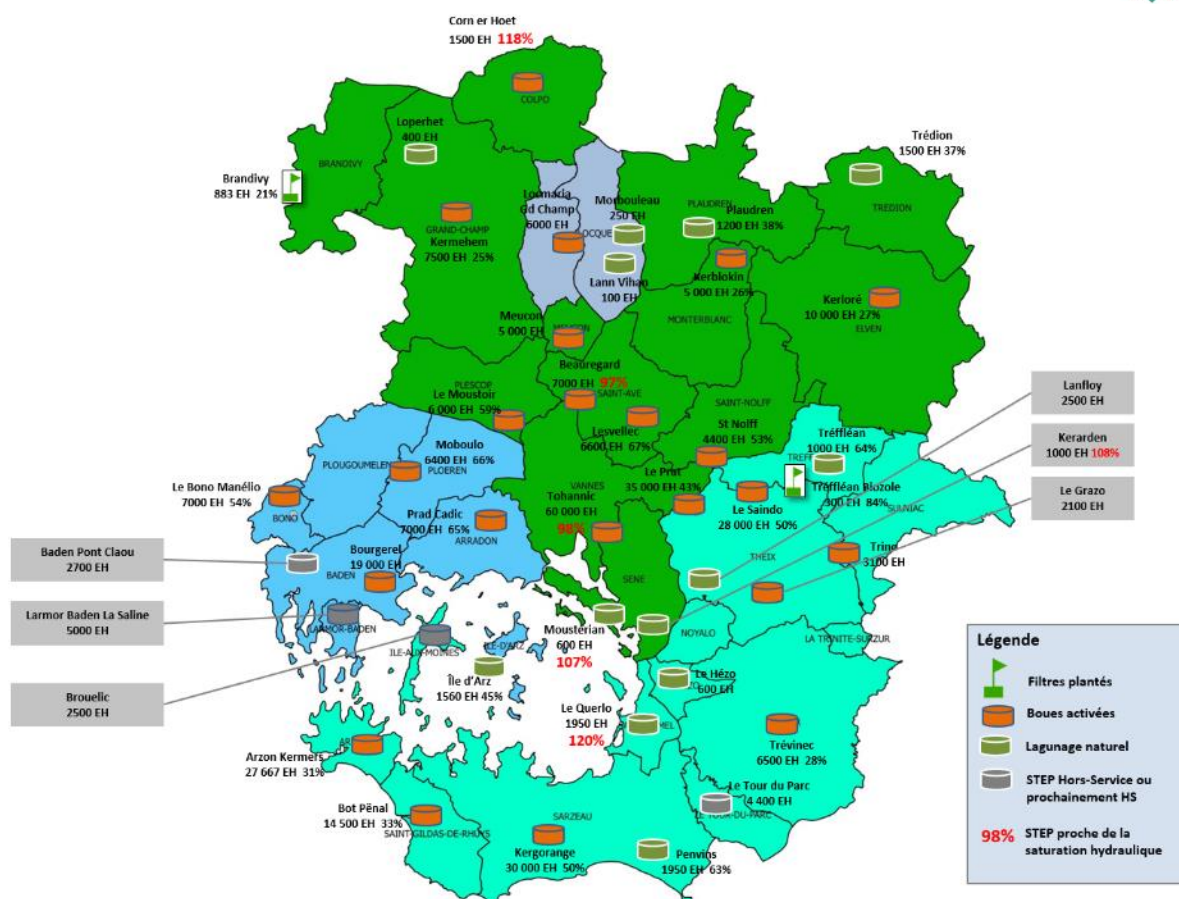 Corn er Hoet
1500 EH 118%
COLPO
Loperhet
400 EH
BRANDIVY
Brandivy
883 EH 21%
Trédion
1500 EH 37%
TREDION
Locmaria
Gd Champ
6000 EH
Morbouleau
250 EH
PLAUDREN
Plaudren
1200 EH 38%
GRAND-CHAMP
Kermehem
7500 EH 25%
Lann Vihan
100 EH
Kerblokin
5 000 EH 26%
Kerloré
10 000 EH 27%
ELVEN
Meucon
5 000 EH
MONTERBLANC
Beauregard
7000 EH 97%
SAINT-AVE
PLESCOP
Le Moustoir
6 000 EH 59%
Lesvellec
6600 EH 67%
SAINT-NOLFF
St Nolff
4400 EH 53%
Lanfloy
2500 EH
Kerarden
1000 EH 108%
Le Grazo
2100 EH
Tréffléan
1000 EH 64%
Tréffléan Blozole
300 EH 84%
SULNIAC
PLOUGOUMELEN
Moboulo
6400 EH 66%
PLOEREN
Le Bono Manélio
7000 EH 54%
BONO
Prad Cadic
7000 EH 65%
ARRADON
VANNES
Tohannic
60 000 EH
98%
Le Prat
35 000 EH 43%
Le Saindo
28 000 EH 50%
THEIX
Trine
3100 EH
Baden Pont Claou
2700 EH
Bourgerel
19 000 EH
BADEN
SENE
Larmor Baden La Saline
5000 EH
LARMOR-BADEN
ILE-AUX-MOINES
ILE-D'ARZ
Moustérian
600 EH
107%
NOYALO
LA TRINITE-SURZUR
Brouelic
2500 EH
Île d'Arz
1560 EH 45%
Le Hézo
600 EH
Le Querlo
1950 EH
120%
Trévinec
6500 EH 28%
Arzon Kermers
27 667 EH 31%
Le Tour du Parc
4 400 EH
LE TOUR-DU-PARC
Bot Pënal
14 500 EH 33%
SAINT-GILDAS-DE-RHUYS
SARZEAU
Kergorange
30 000 EH 50%
Penvins
1950 EH 63%
Légende
Filtres plantés
Boues activées
Lagunage naturel
STEP Hors-Service ou
prochainement HS
98% STEP proche de la
saturation hydraulique